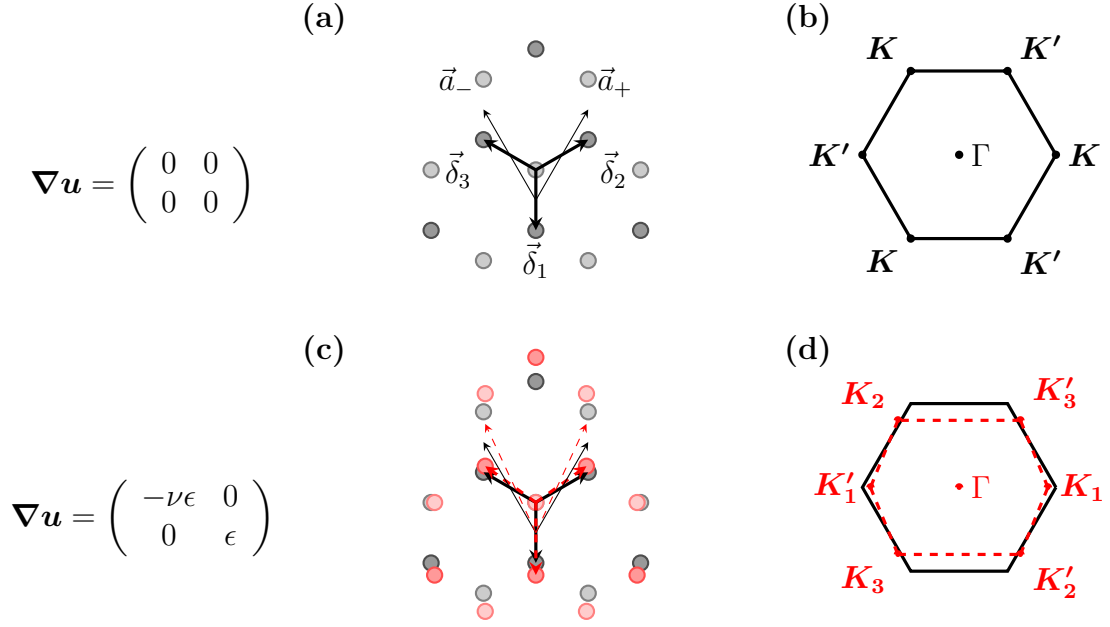 (a)
(b)
∇u = ( 0 0
0 0 )
a⃗₋ a⃗₊
δ⃗₃ δ⃗₂
δ⃗₁
K K′
K′ Γ K
K K′
(c)
(d)
∇u = ( −νϵ 0
0 ϵ )
K₂ K′₃
K′₁ Γ K₁
K₃ K′₂